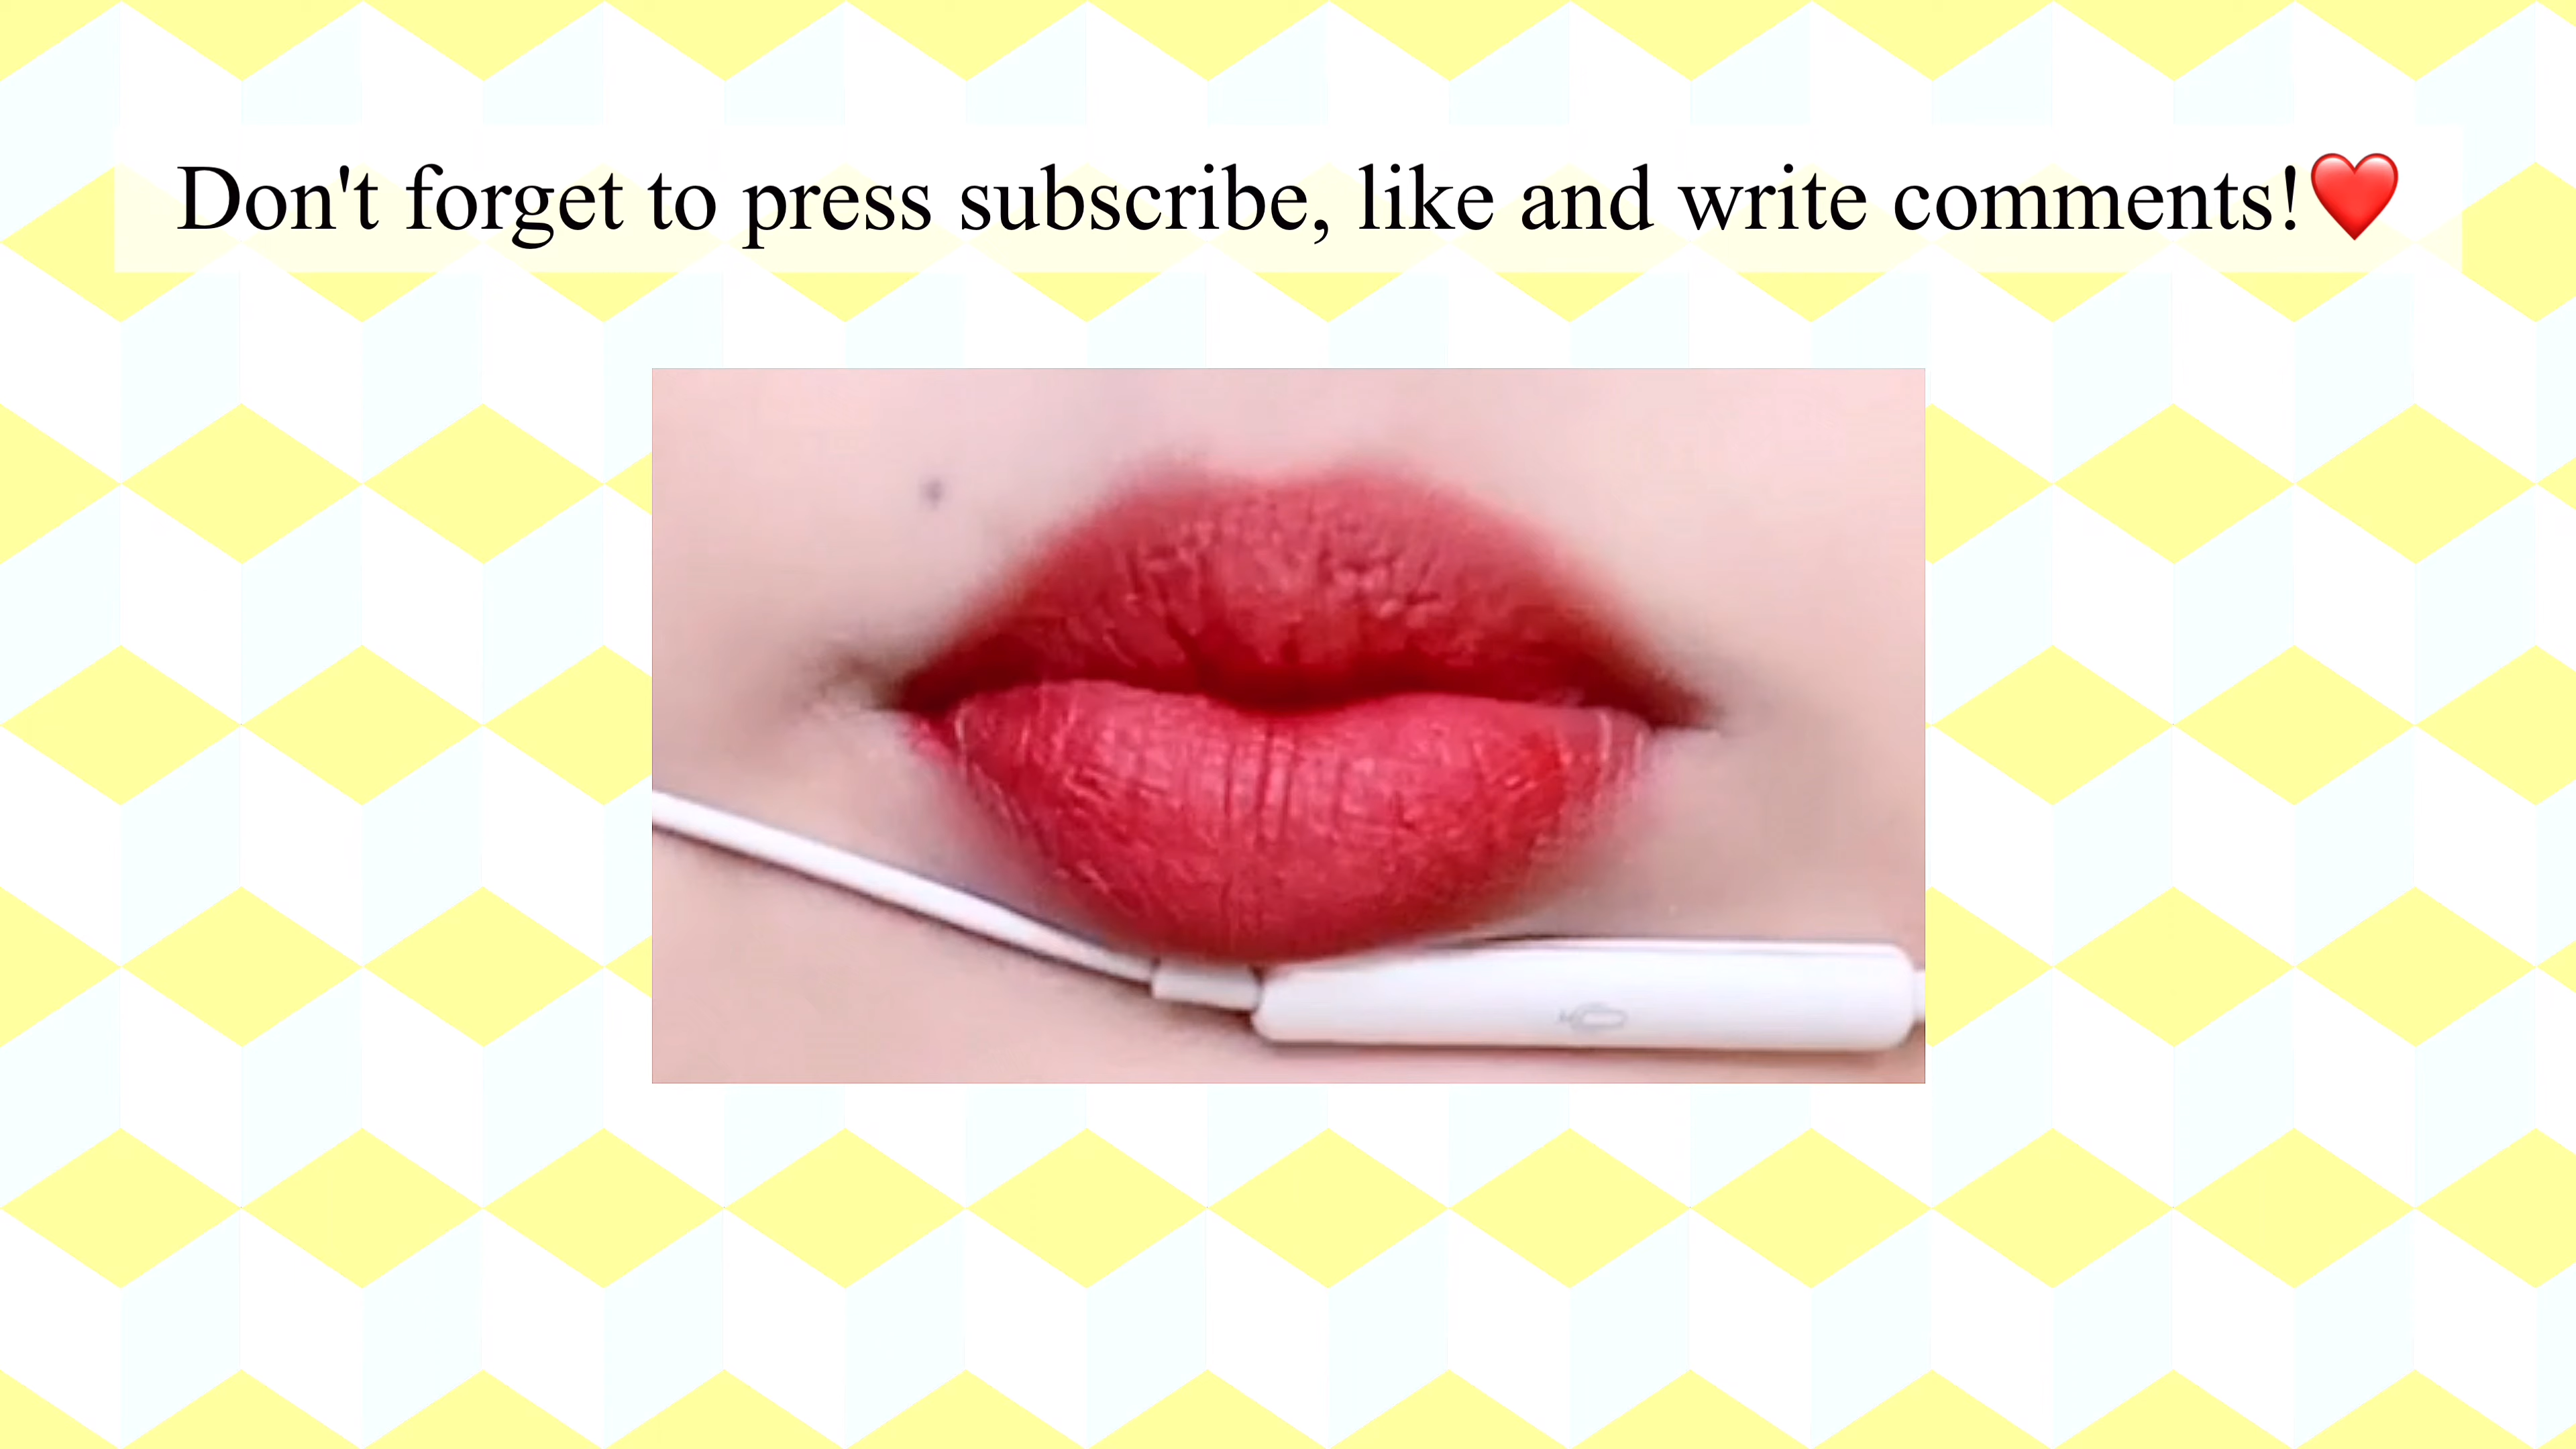 Don't forget to press subscribe, like and write comments!❤️